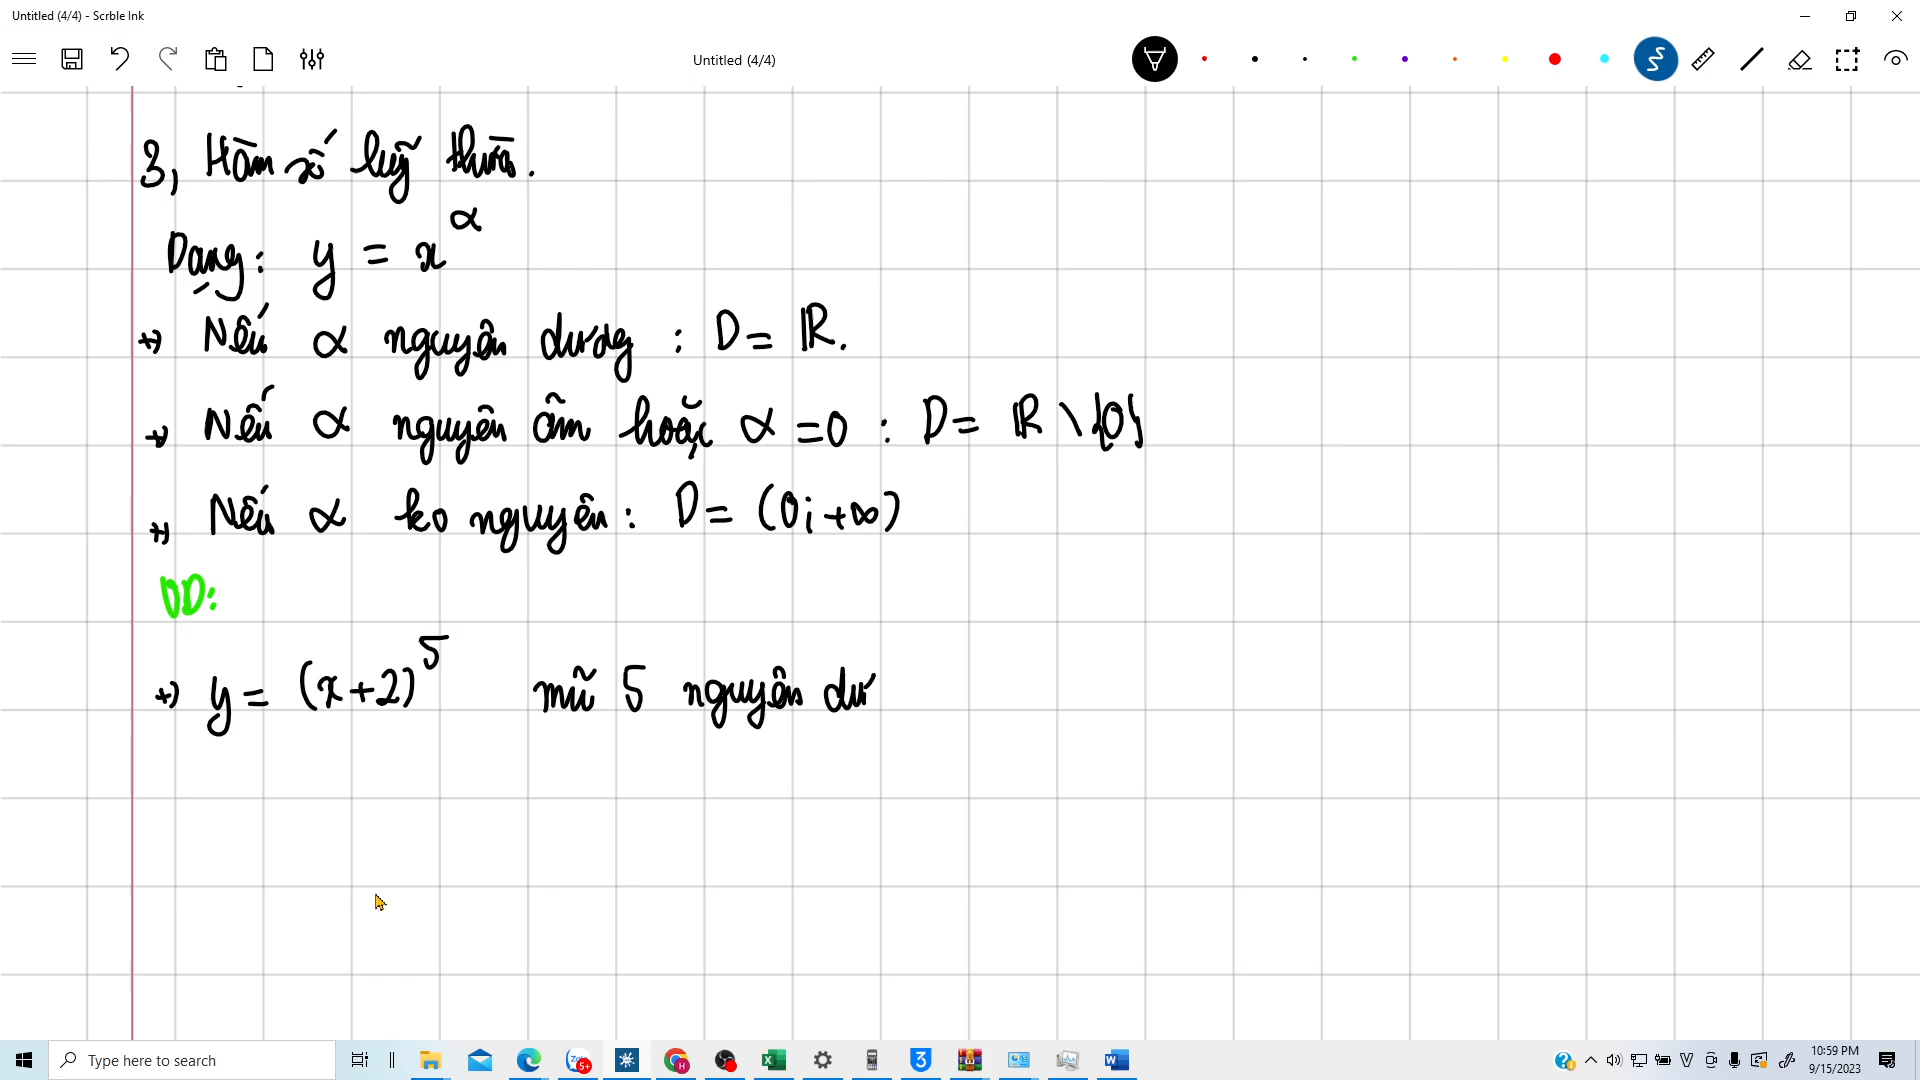 Untitled (4/4) - Scrble Ink
Untitled (4/4)
3, Hàm số luỹ thừa.
Dạng: y = x^α
+) Nếu α nguyên dương : D = ℝ.
+) Nếu α nguyên âm hoặc α = 0 : D = ℝ \ {0}
+) Nếu α ko nguyên : D = (0; +∞)
VD:
+) y = (x+2)^5 mũ 5 nguyên dư
Type here to search
10:59 PM
9/15/2023